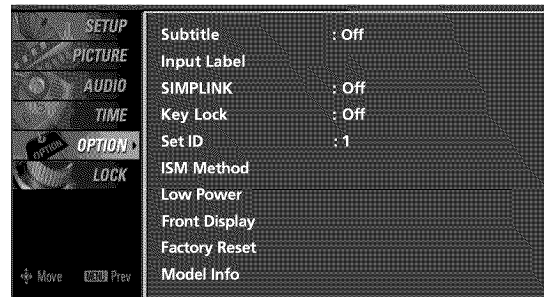 SETUP
PICTURE
AUDIO
TIME
OPTION
OPTION
LOCK
Move MENU Prev
Subtitle : Off
Input Label
SIMPLINK : Off
Key Lock : Off
Set ID : 1
ISM Method
Low Power
Front Display
Factory Reset
Model Info